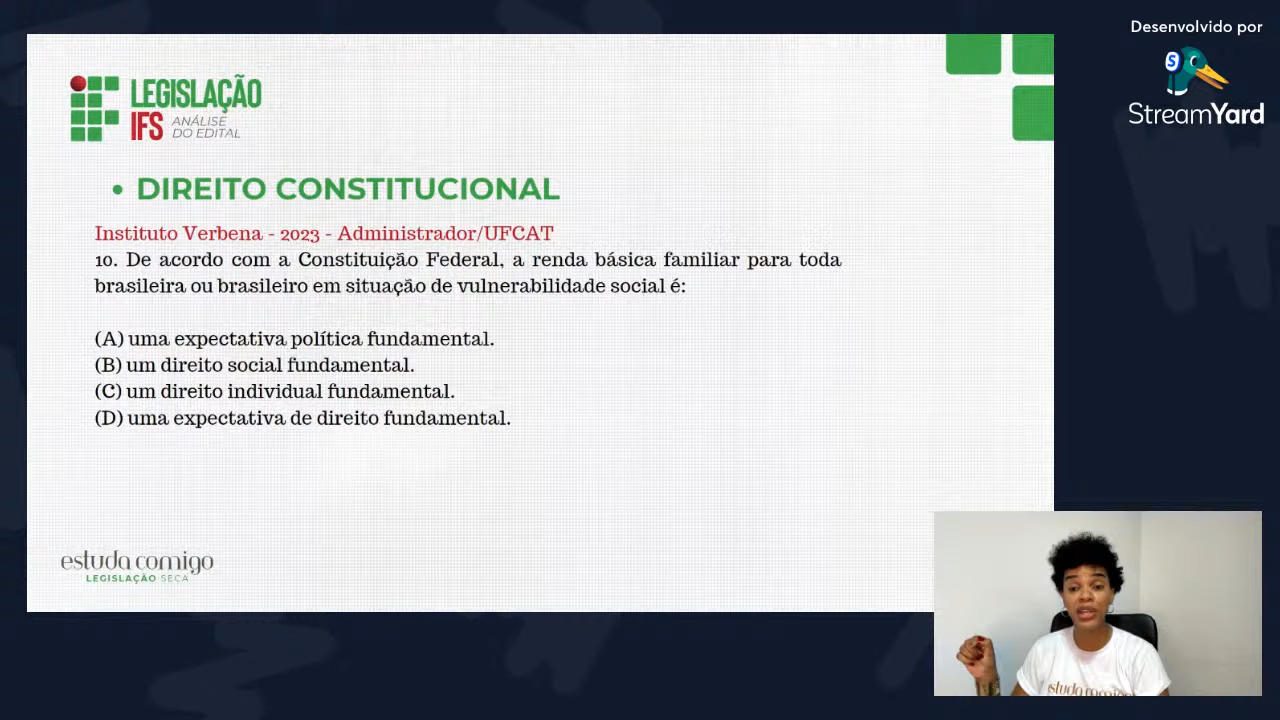 Desenvolvido por
StreamYard
LEGISLAÇÃO
IFS ANÁLISE
DO EDITAL
• DIREITO CONSTITUCIONAL
Instituto Verbena - 2023 - Administrador/UFCAT
10. De acordo com a Constituição Federal, a renda básica familiar para toda
brasileira ou brasileiro em situação de vulnerabilidade social é:
(A) uma expectativa política fundamental.
(B) um direito social fundamental.
(C) um direito individual fundamental.
(D) uma expectativa de direito fundamental.
estuda comigo
LEGISLAÇÃO SECA
estuda comigo